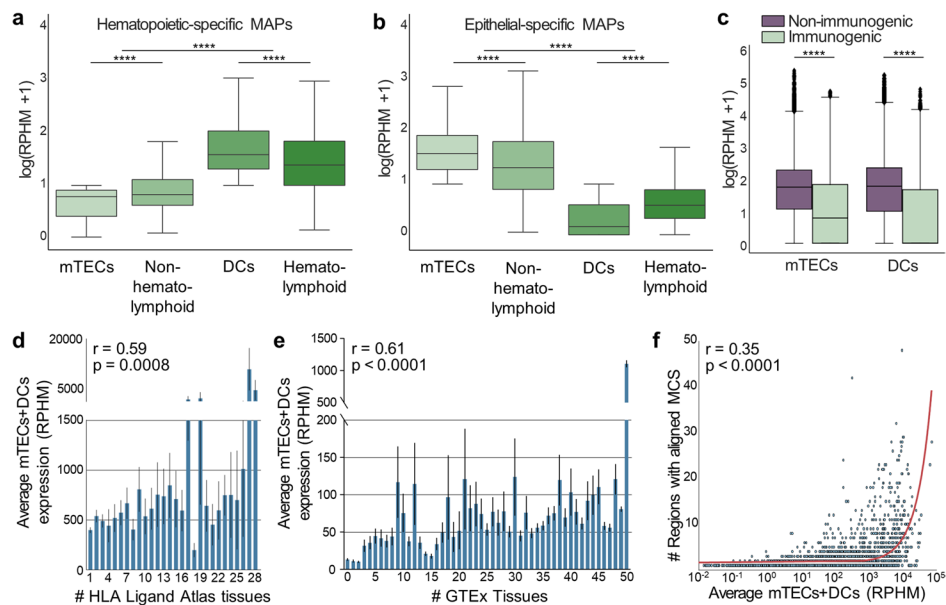 a
Hematopoietic-specific MAPs
****
****
****
log(RPHM +1)
4
3
2
1
0
mTECs
Non-
hemato-
lymphoid
DCs
Hemato-
lymphoid
b
Epithelial-specific MAPs
****
****
****
log(RPHM +1)
4
3
2
1
0
mTECs
Non-
hemato-
lymphoid
DCs
Hemato-
lymphoid
c
Non-immunogenic
Immunogenic
****
****
log(RPHM +1)
6
5
4
3
2
1
0
mTECs
DCs
d
r = 0.59
p = 0.0008
Average mTECs+DCs
expression (RPHM)
20000
5000
1500
1000
500
0
1 4 7 10 13 16 19 22 25 28
# HLA Ligand Atlas tissues
e
r = 0.61
p < 0.0001
Average mTECs+DCs
expression (RPHM)
1500
1000
500
200
150
100
50
0
0 5 10 15 20 25 30 35 40 45 50
# GTEx Tissues
f
r = 0.35
p < 0.0001
# Regions with aligned MCS
50
40
30
20
10
10⁻² 10⁻¹ 10⁰ 10¹ 10² 10³ 10⁴ 10⁵
Average mTECs+DCs (RPHM)